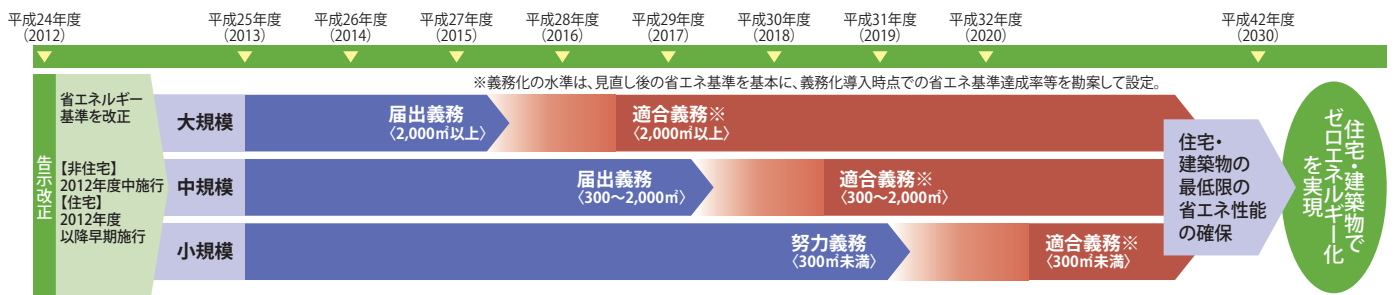 平成24年度
(2012)
平成25年度
(2013)
平成26年度
(2014)
平成27年度
(2015)
平成28年度
(2016)
平成29年度
(2017)
平成30年度
(2018)
平成31年度
(2019)
平成32年度
(2020)
平成42年度
(2030)
※義務化の水準は、見直し後の省エネ基準を基本に、義務化導入時点での省エネ基準達成率等を勘案して設定。
告示改正
省エネルギー
基準を改正
【非住宅】
2012年度中施行
【住宅】
2012年度
以降早期施行
大規模
届出義務
〈2,000㎡以上〉
適合義務※
〈2,000㎡以上〉
中規模
届出義務
〈300〜2,000㎡〉
適合義務※
〈300〜2,000㎡〉
小規模
努力義務
〈300㎡未満〉
適合義務※
〈300㎡未満〉
住宅・
建築物の
最低限の
省エネ性能
の確保
住宅・建築物で
ゼロエネルギー化
を実現